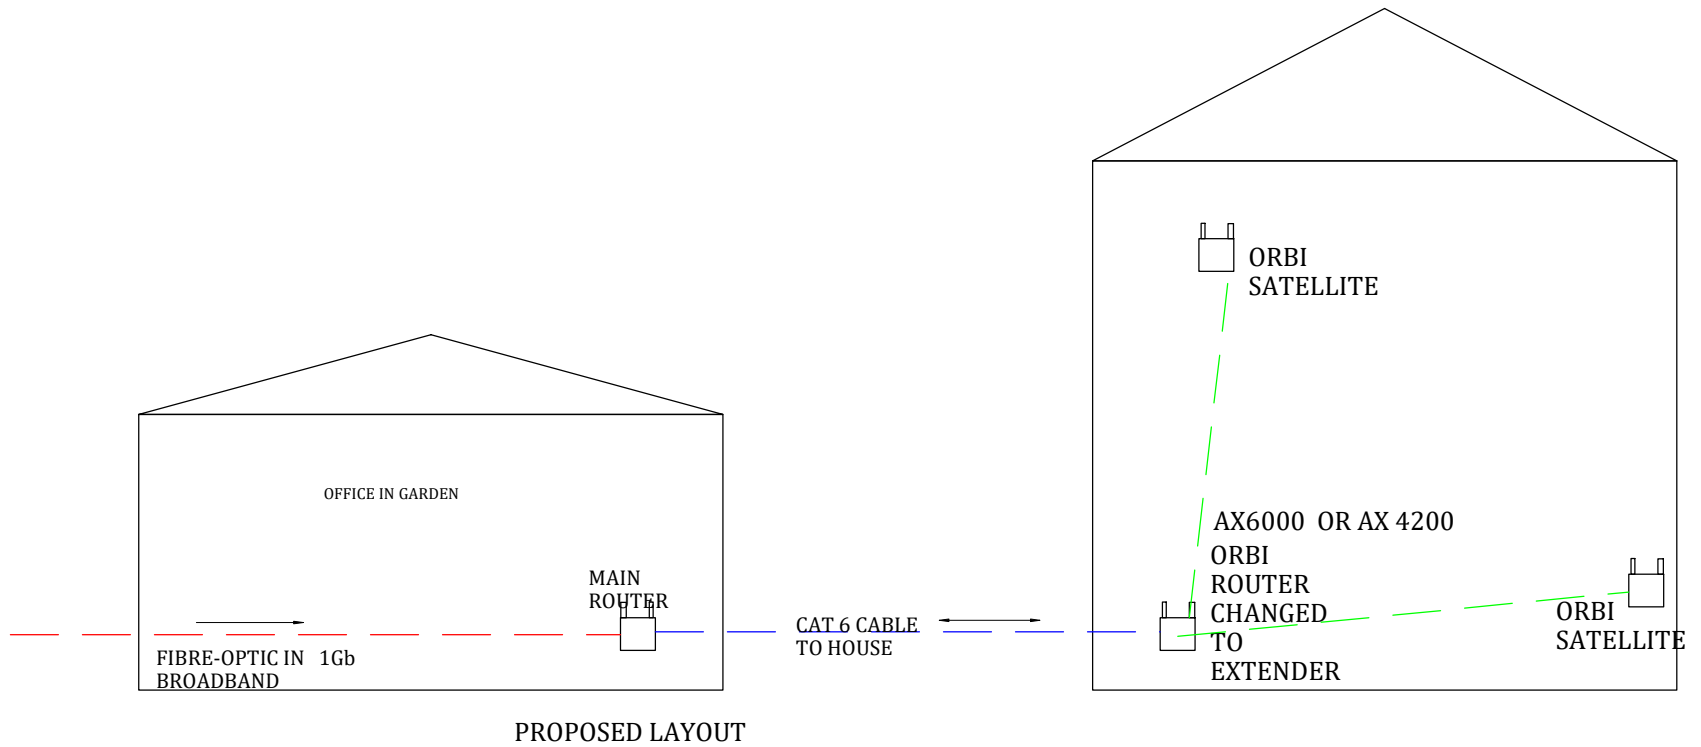 OFFICE IN GARDEN
MAIN
ROUTER
FIBRE-OPTIC IN 1Gb
BROADBAND
CAT 6 CABLE
TO HOUSE
ORBI
SATELLITE
AX6000 OR AX 4200
ORBI
ROUTER
CHANGED
TO
EXTENDER
ORBI
SATELLITE
PROPOSED LAYOUT